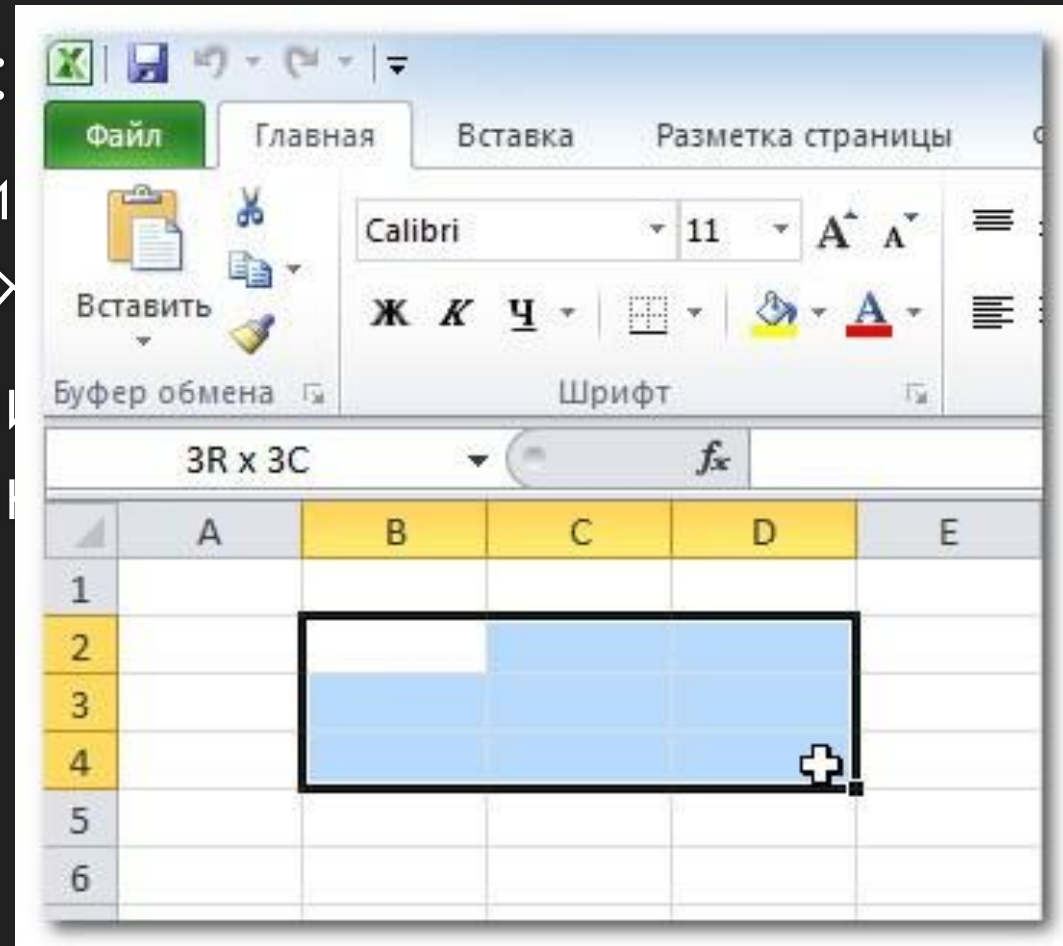 Файл Главная Вставка Разметка страницы
Calibri 11 A A
Вставить Ж К Ч А
Буфер обмена Шрифт
3R x 3C fx
A B C D E
1
2
3
4
5
6